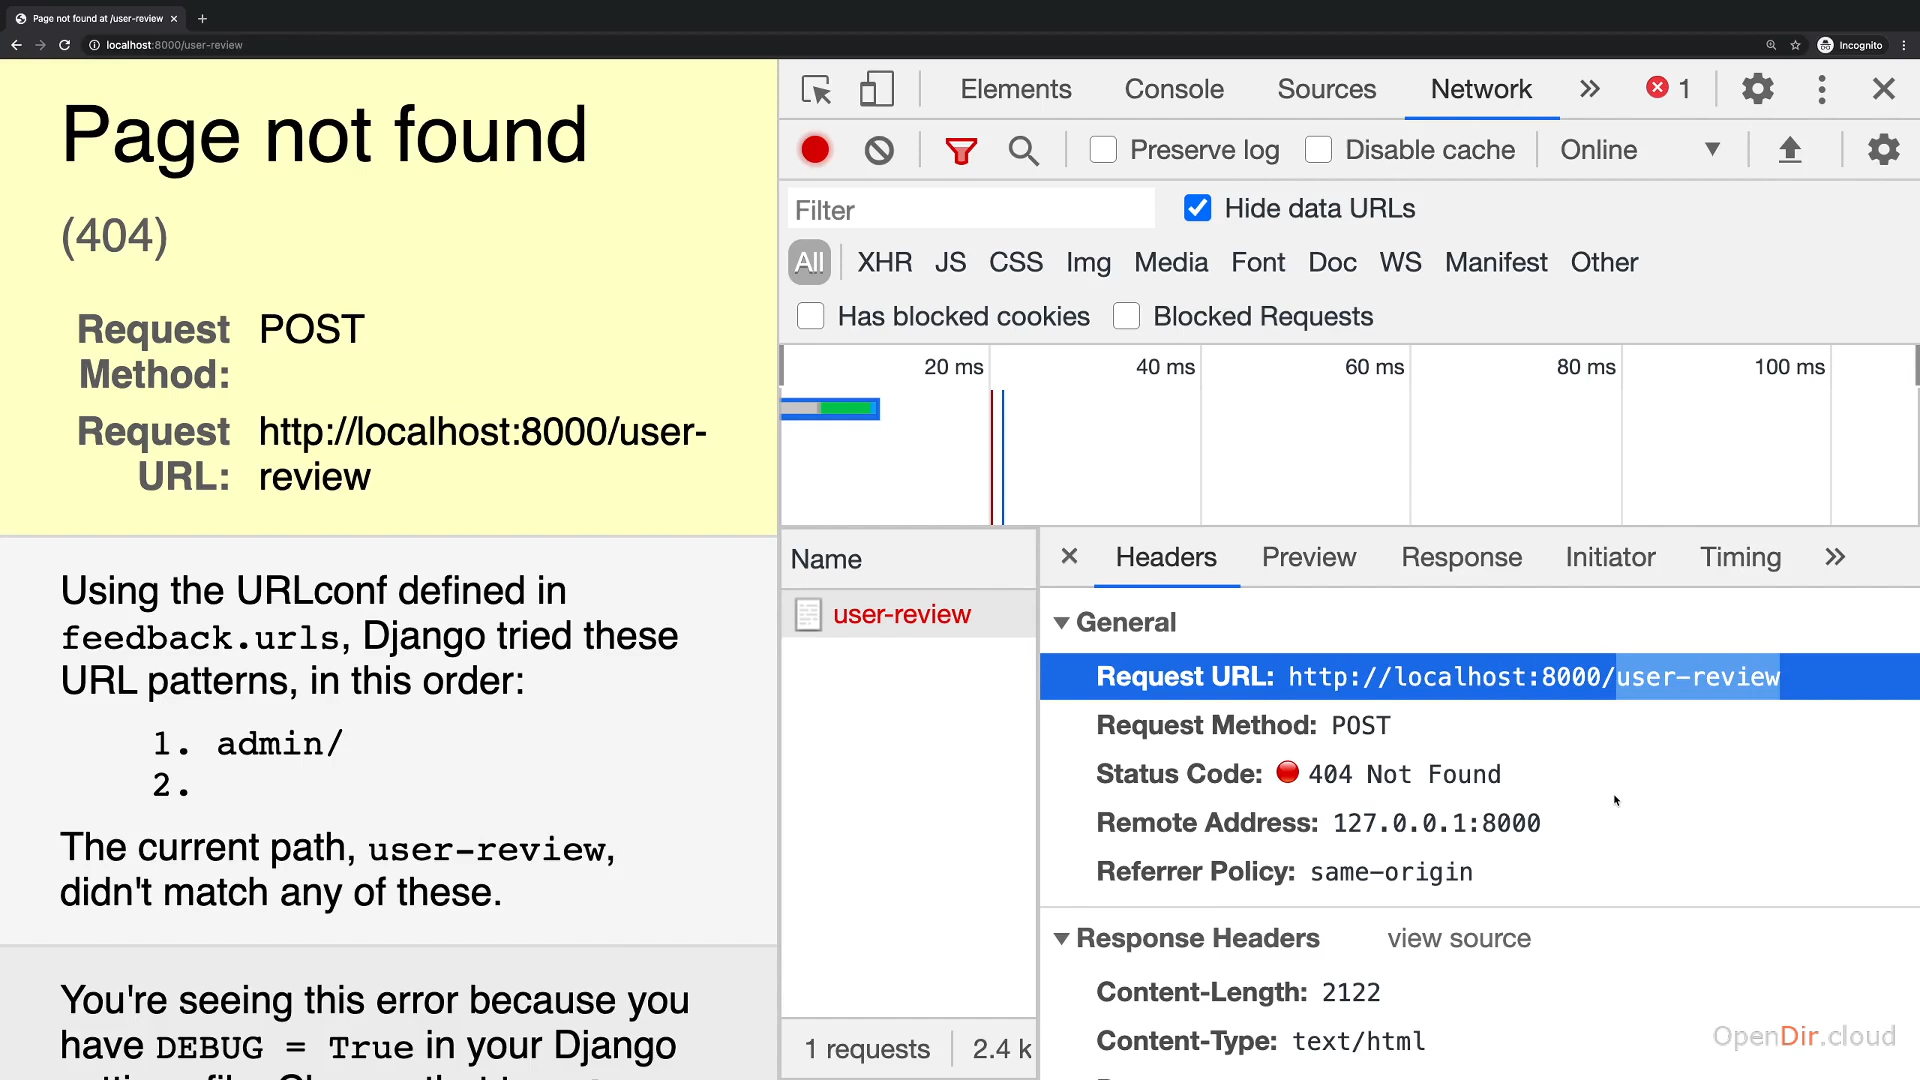 Page not found at /user-review
localhost:8000/user-review
Incognito
Page not found
(404)
Request Method: POST
Request URL: http://localhost:8000/user-
review
Using the URLconf defined in
feedback.urls, Django tried these
URL patterns, in this order:
1. admin/
2.
The current path, user-review,
didn't match any of these.
You're seeing this error because you
have DEBUG = True in your Django
Elements Console Sources Network 1
Preserve log Disable cache Online
Filter Hide data URLs
All XHR JS CSS Img Media Font Doc WS Manifest Other
Has blocked cookies Blocked Requests
20 ms 40 ms 60 ms 80 ms 100 ms
Name
user-review
1 requests 2.4 k
Headers Preview Response Initiator Timing
General
Request URL: http://localhost:8000/user-review
Request Method: POST
Status Code: 404 Not Found
Remote Address: 127.0.0.1:8000
Referrer Policy: same-origin
Response Headers view source
Content-Length: 2122
Content-Type: text/html
OpenDir.cloud